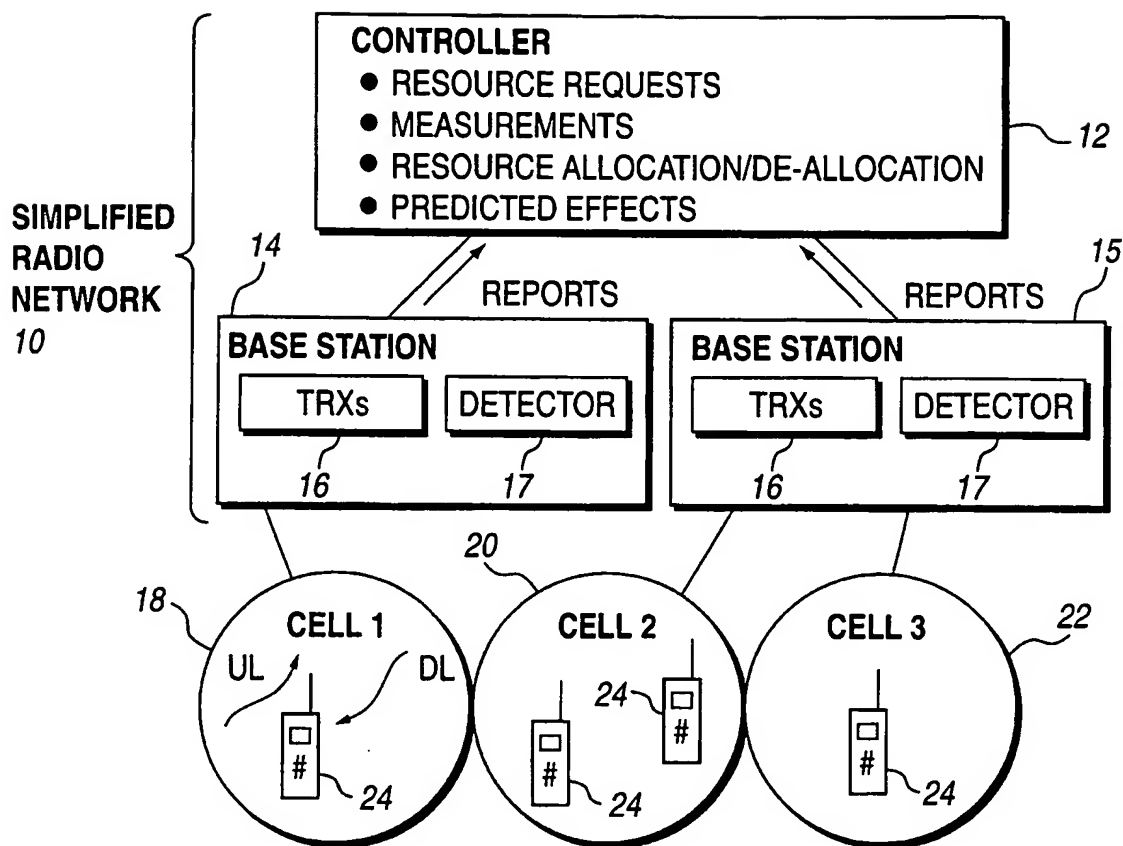 CONTROLLER
● RESOURCE REQUESTS
● MEASUREMENTS
● RESOURCE ALLOCATION/DE-ALLOCATION
● PREDICTED EFFECTS
12
SIMPLIFIED
RADIO
NETWORK
10
14
REPORTS
REPORTS
15
BASE STATION
TRXs
DETECTOR
16
17
BASE STATION
TRXs
DETECTOR
16
17
18
CELL 1
UL
DL
#
24
20
CELL 2
24
#
#
24
CELL 3
22
#
24